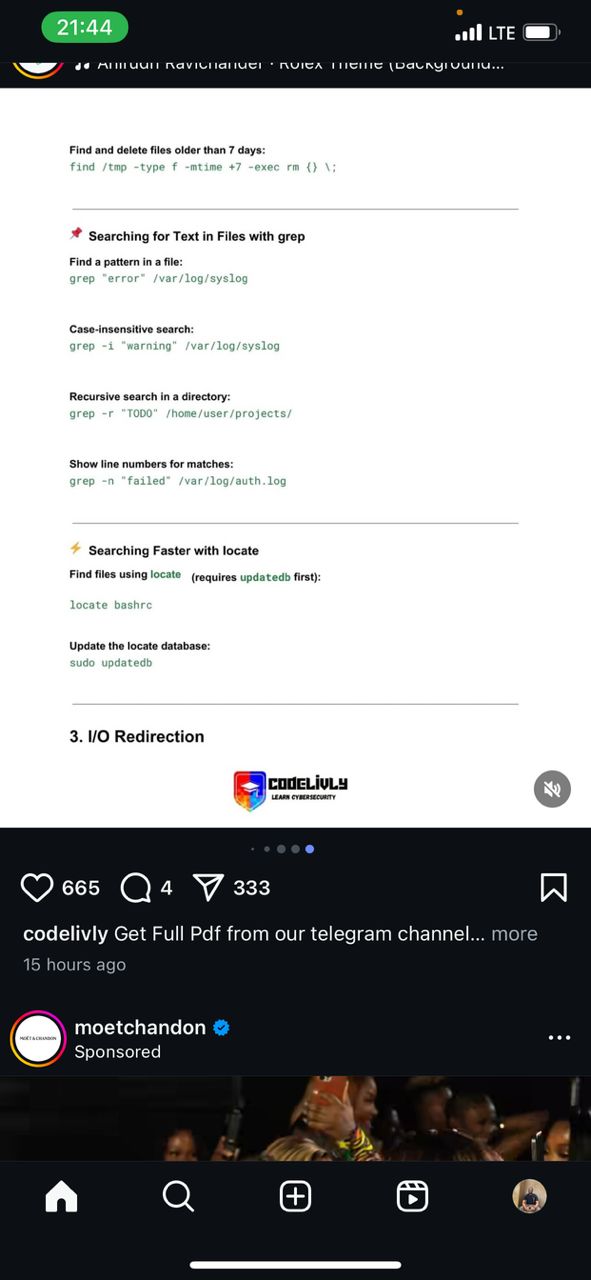 21:44
LTE
Anirudh Ravichander · Rolex Theme (Background...
Find and delete files older than 7 days:
find /tmp -type f -mtime +7 -exec rm {} \;
Searching for Text in Files with grep
Find a pattern in a file:
grep "error" /var/log/syslog
Case-insensitive search:
grep -i "warning" /var/log/syslog
Recursive search in a directory:
grep -r "TODO" /home/user/projects/
Show line numbers for matches:
grep -n "failed" /var/log/auth.log
Searching Faster with locate
Find files using locate (requires updatedb first):
locate bashrc
Update the locate database:
sudo updatedb
3. I/O Redirection
CODELIVLY
LEARN CYBERSECURITY
665 4 333
codelivly Get Full Pdf from our telegram channel... more
15 hours ago
MOËT & CHANDON
moetchandon
Sponsored